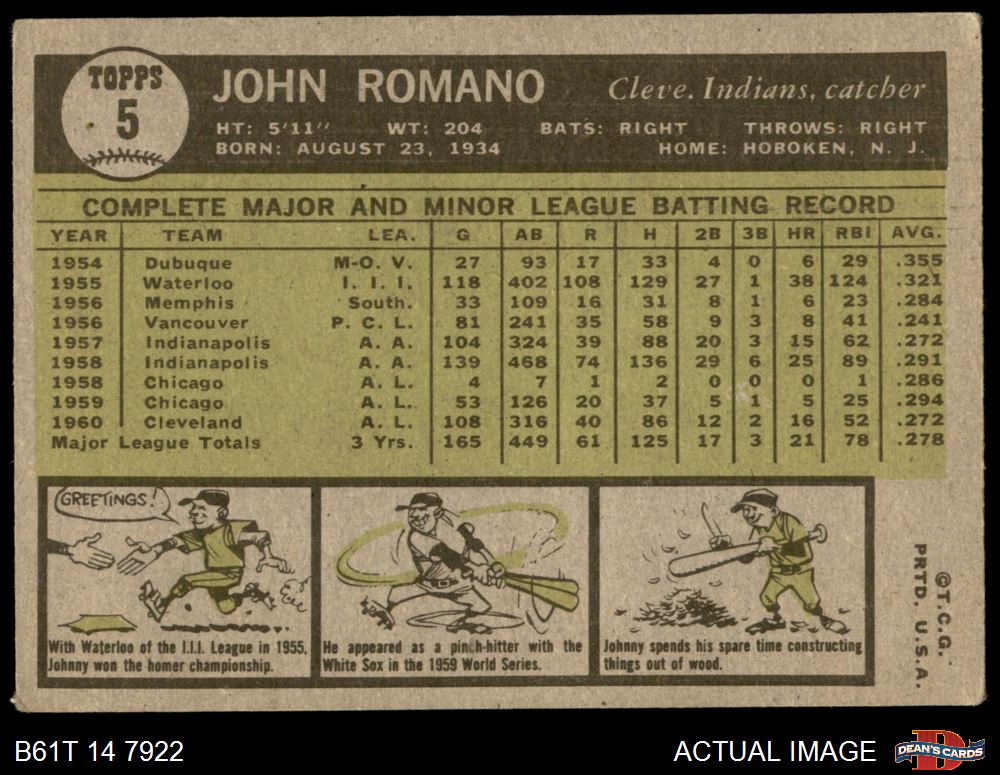 TOPPS
5
JOHN ROMANO
Cleve. Indians, catcher
HT: 5'11" WT: 204 BATS: RIGHT THROWS: RIGHT
BORN: AUGUST 23, 1934 HOME: HOBOKEN, N. J.
COMPLETE MAJOR AND MINOR LEAGUE BATTING RECORD
YEAR TEAM LEA. G AB R H 2B 3B HR RBI AVG.
1954 Dubuque M-O. V. 27 93 17 33 4 0 6 29 .355
1955 Waterloo I. I. I. 118 402 108 129 27 1 38 124 .321
1956 Memphis South. 33 109 16 31 8 1 6 23 .284
1956 Vancouver P. C. L. 81 241 35 58 9 3 8 41 .241
1957 Indianapolis A. A. 104 324 39 88 20 3 15 62 .272
1958 Indianapolis A. A. 139 468 74 136 29 6 25 89 .291
1958 Chicago A. L. 4 7 1 2 0 0 0 1 .286
1959 Chicago A. L. 53 126 20 37 5 1 5 25 .294
1960 Cleveland A. L. 108 316 40 86 12 2 16 52 .272
Major League Totals 3 Yrs. 165 449 61 125 17 3 21 78 .278
GREETINGS!
With Waterloo of the I.I.I. League in 1955,
Johnny won the homer championship.
He appeared as a pinch-hitter with the
White Sox in the 1959 World Series.
Johnny spends his spare time constructing
things out of wood.
©T.C.G.
PRTD. U.S.A.
B61T 14 7922
ACTUAL IMAGE
D
DEAN'S CARDS